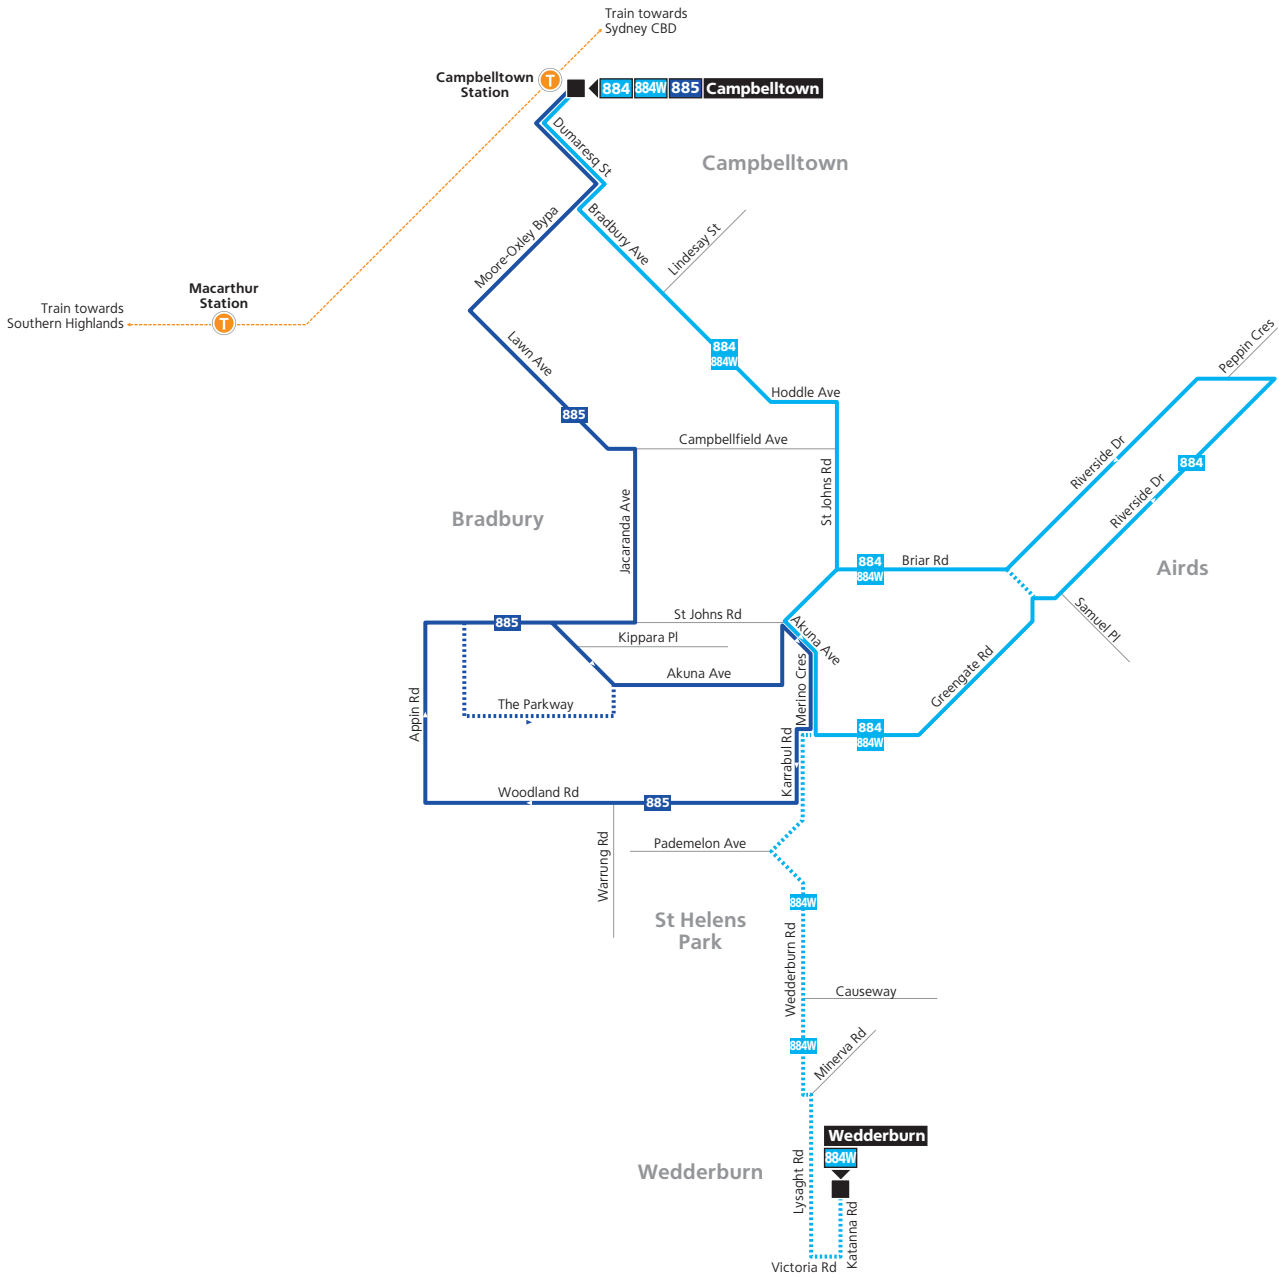 Train towards
Sydney CBD
Campbelltown
Station
884 884W 885 Campbelltown
Dumaresq St
Campbelltown
Moore-Oxley Bypa
Bradbury Ave
Lindesay St
Macarthur
Station
Train towards
Southern Highlands
Lawn Ave
884
884W
Peppin Cres
Hoddle Ave
885
Campbellfield Ave
Riverside Dr
884
Riverside Dr
St Johns Rd
Bradbury
Jacaranda Ave
884
884W
Briar Rd
Airds
885
St Johns Rd
Kippara Pl
Akuna Ave
Samuel Pl
Akuna Ave
Greengate Rd
Merino Cres
The Parkway
Appin Rd
884
884W
Karrabul Rd
Woodland Rd
885
Pademelon Ave
Warrung Rd
884W
St Helens
Park
Wedderburn Rd
Causeway
884W
Minerva Rd
Wedderburn
884W
Wedderburn
Lysaght Rd
Katanna Rd
Victoria Rd
T
T